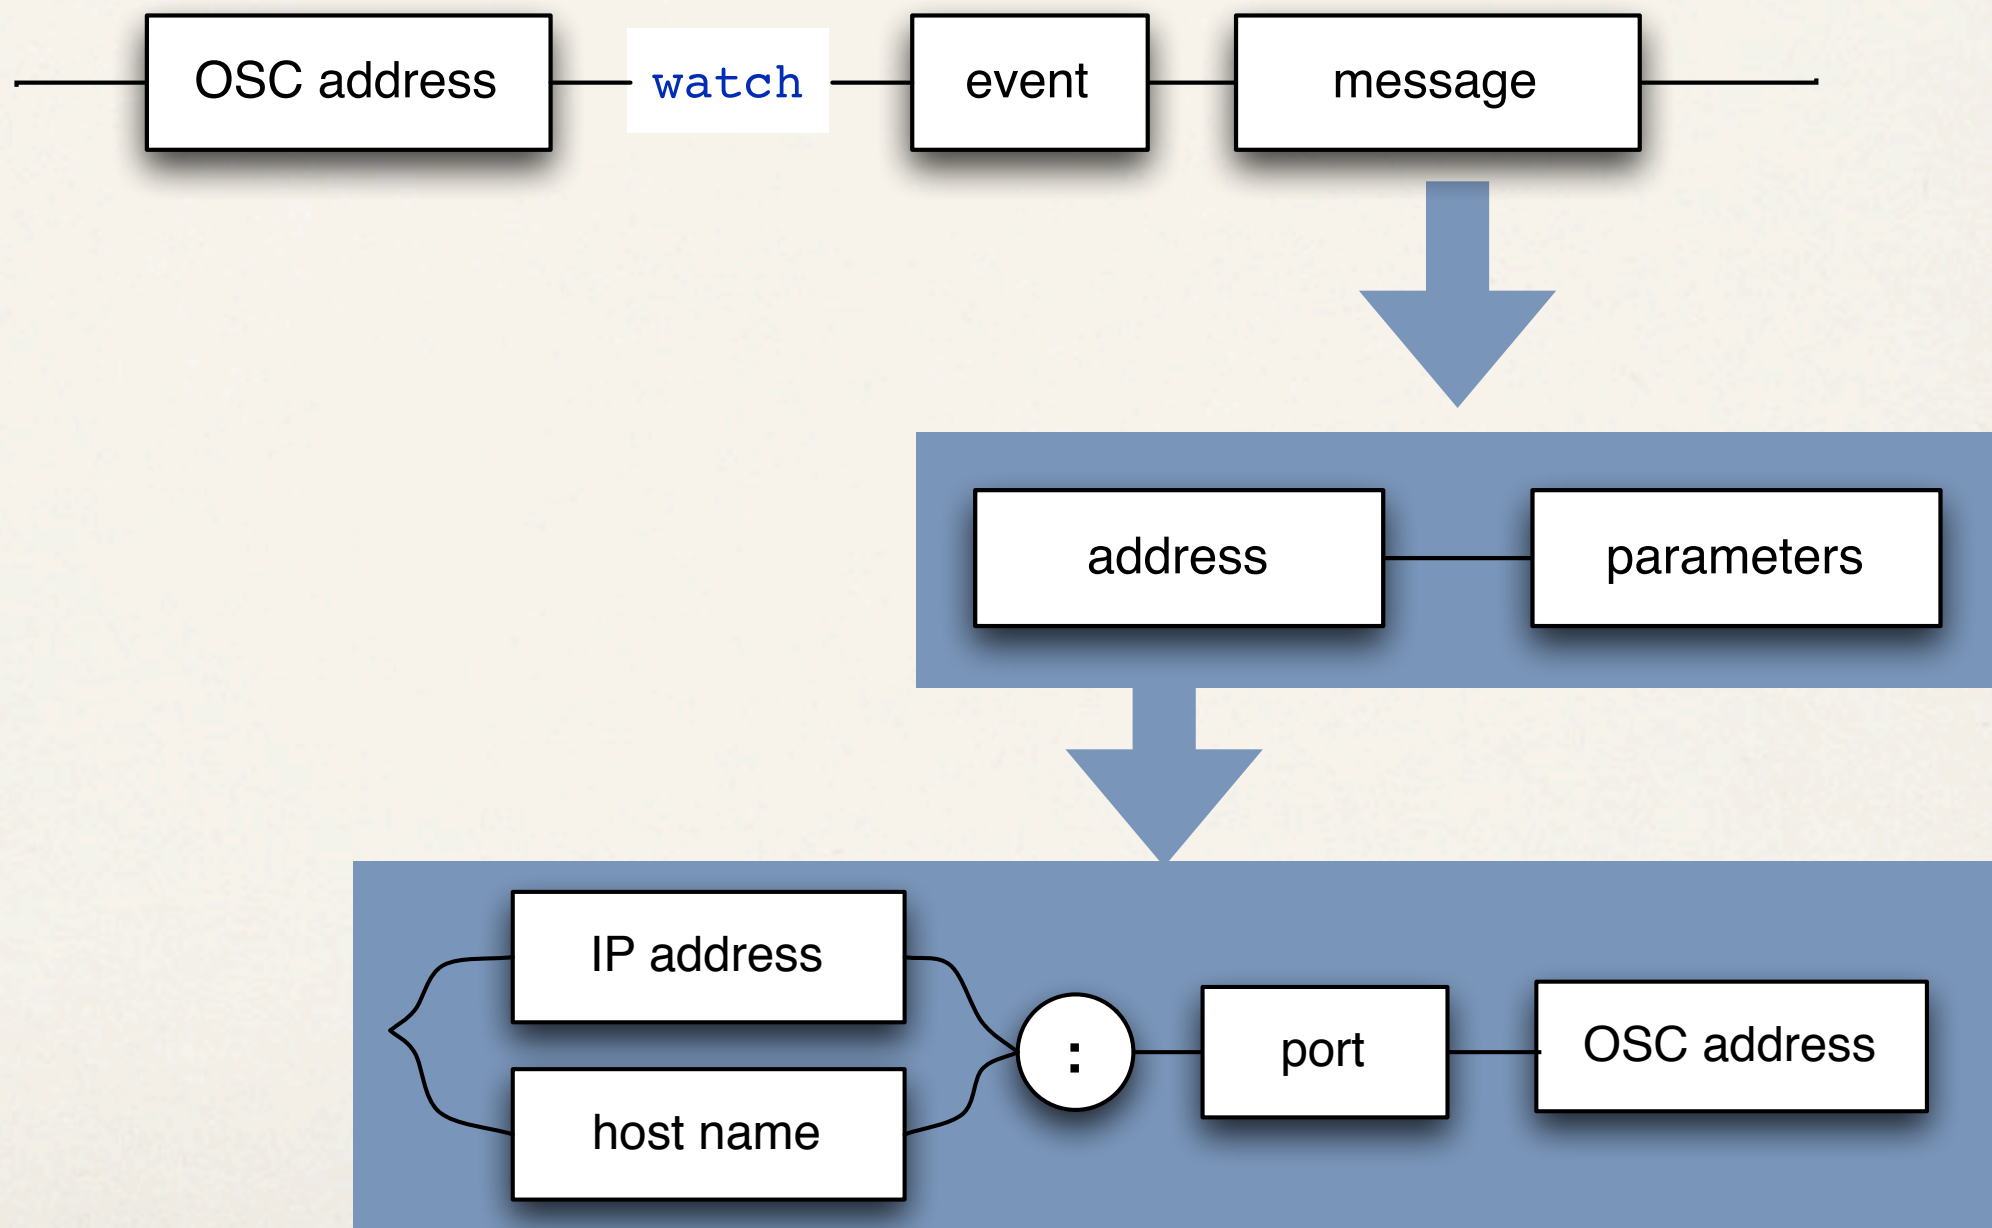 OSC address watch event message
address parameters
IP address
host name
: port OSC address